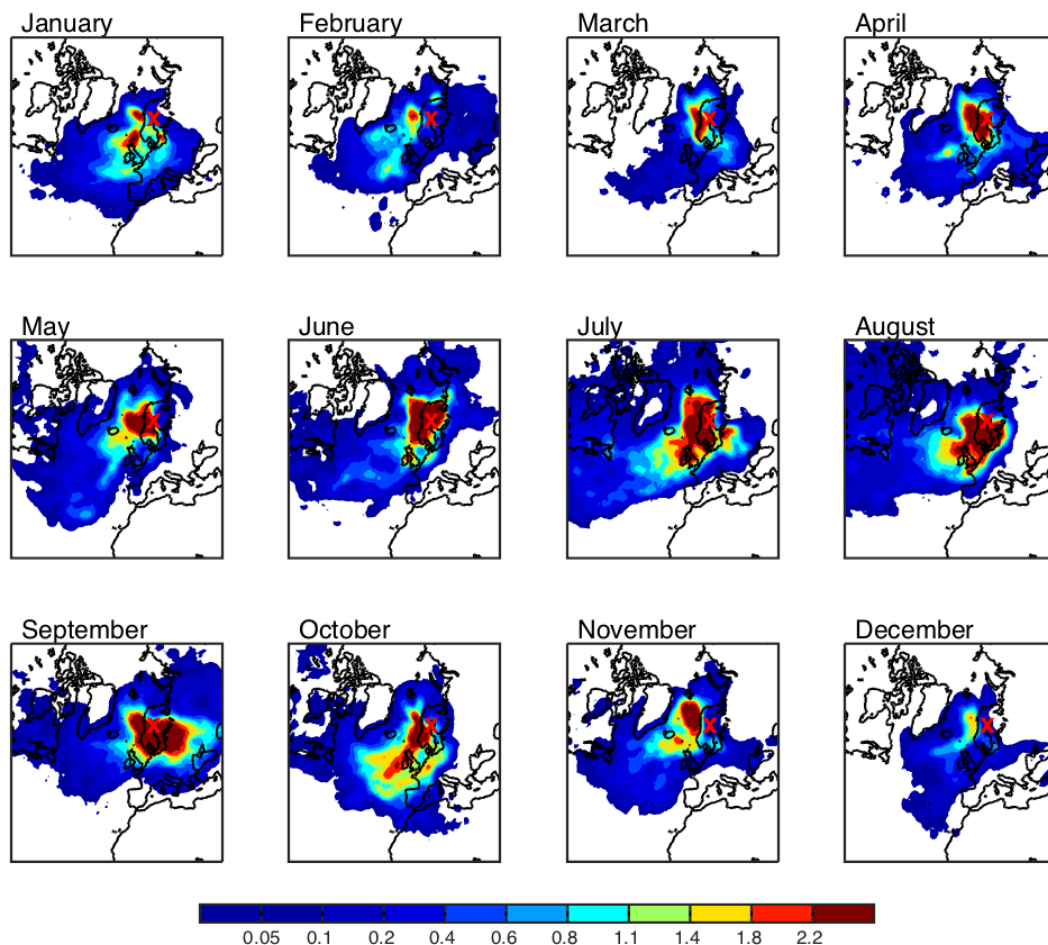 January February March April
X X X X
May June July August
X X X X
September October November December
X X X X
0.05 0.1 0.2 0.4 0.6 0.8 1.1 1.4 1.8 2.2